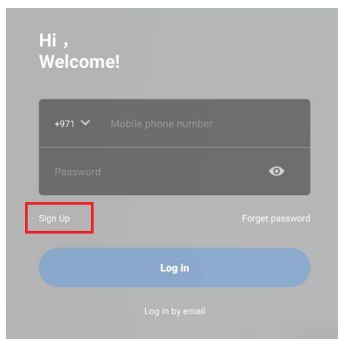 Hi ,
Welcome!
+971 Mobile phone number
Password
Sign Up Forget password
Log in
Log in by email